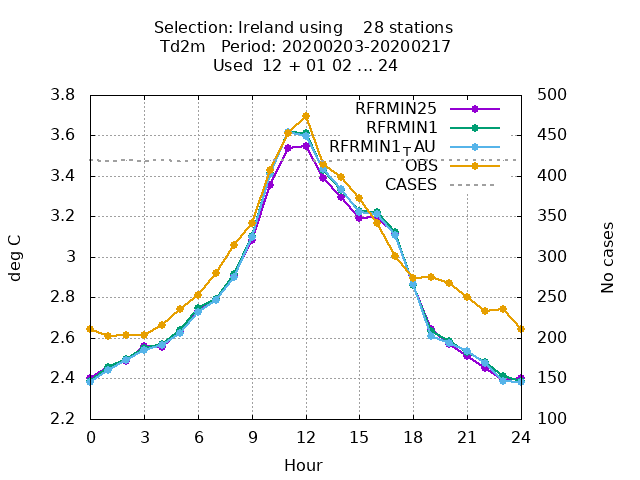 Selection: Ireland using    28 stations
Td2m   Period: 20200203-20200217
Used  12 + 01 02 ... 24
3.8
3.6
3.4
3.2
3
2.8
2.6
2.4
2.2
deg C
500
450
400
350
300
250
200
150
100
No cases
RFRMIN25
RFRMIN1
RFRMIN1TAU
OBS
CASES
0 3 6 9 12 15 18 21 24
Hour